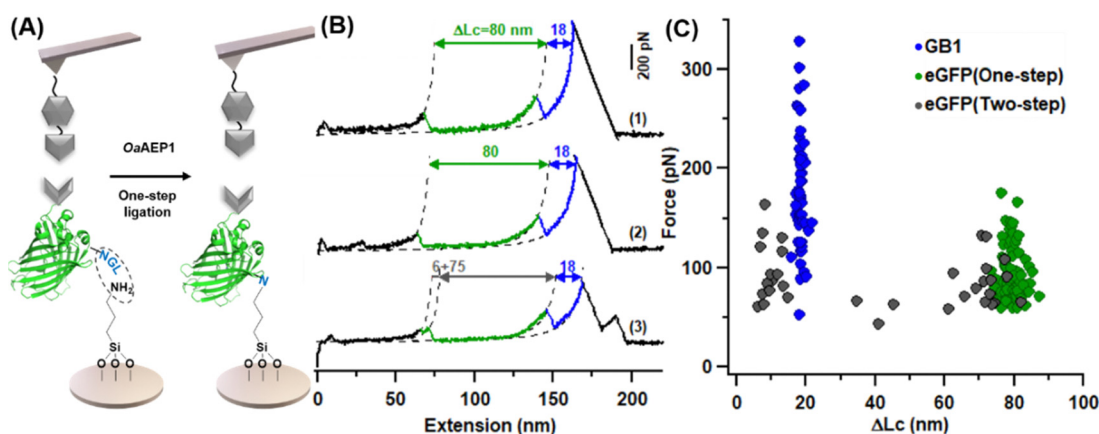 (A)
OaAEP1
One-step
ligation
NGL
NH2
Si
O O O
N
Si
O O O
(B)
ΔLc=80 nm
18
200 pN
(1)
80
18
(2)
6+75
18
(3)
0
50
100
150
200
Extension (nm)
(C)
GB1
eGFP(One-step)
eGFP(Two-step)
Force (pN)
300
200
100
0
0
20
40
60
80
100
ΔLc (nm)